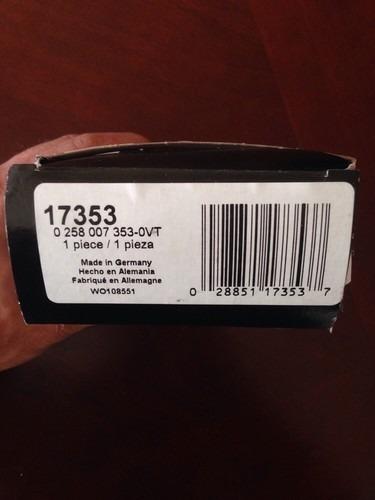 17353
0 258 007 353-0VT
1 piece / 1 pieza
Made in Germany
Hecho en Alemania
Fabriqué en Allemagne
WO108551
0 28851 17353 7